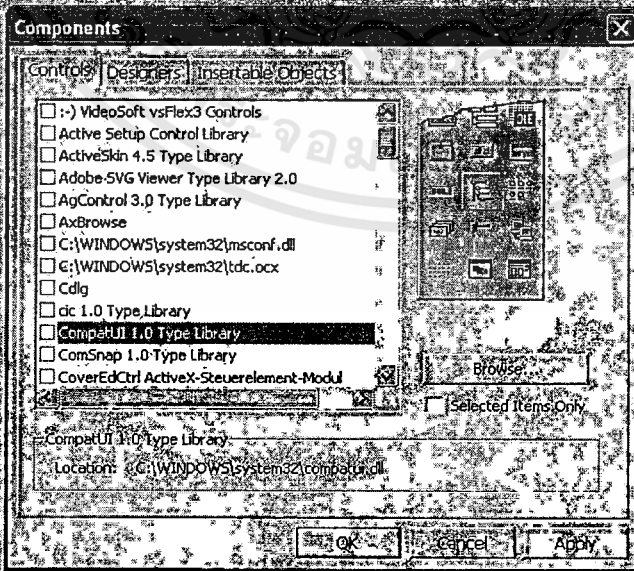 Components
Controls Designers Insertable Objects
:-) VideoSoft vsFlex3 Controls
Active Setup Control Library
ActiveSkin 4.5 Type Library
Adobe SVG Viewer Type Library 2.0
AgControl 3.0 Type Library
AxBrowse
C:\WINDOWS\system32\msconf.dll
C:\WINDOWS\system32\tdc.ocx
Cdlg
cic 1.0 Type Library
CompatUI 1.0 Type Library
ComSnap 1.0 Type Library
CoverEdCtrl ActiveX-Steuerelement-Modul
Browse...
Selected Items Only
CompatUI 1.0 Type Library
Location: C:\WINDOWS\system32\compatui.dll
OK Cancel Apply